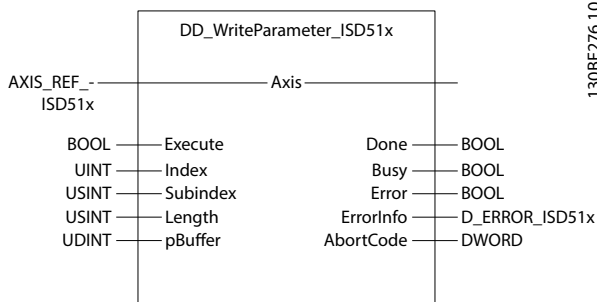 DD_WriteParameter_ISD51x
AXIS_REF_-
ISD51x
Axis
BOOL Execute Done BOOL
UINT Index Busy BOOL
USINT Subindex Error BOOL
USINT Length ErrorInfo D_ERROR_ISD51x
UDINT pBuffer AbortCode DWORD
130BE276.10